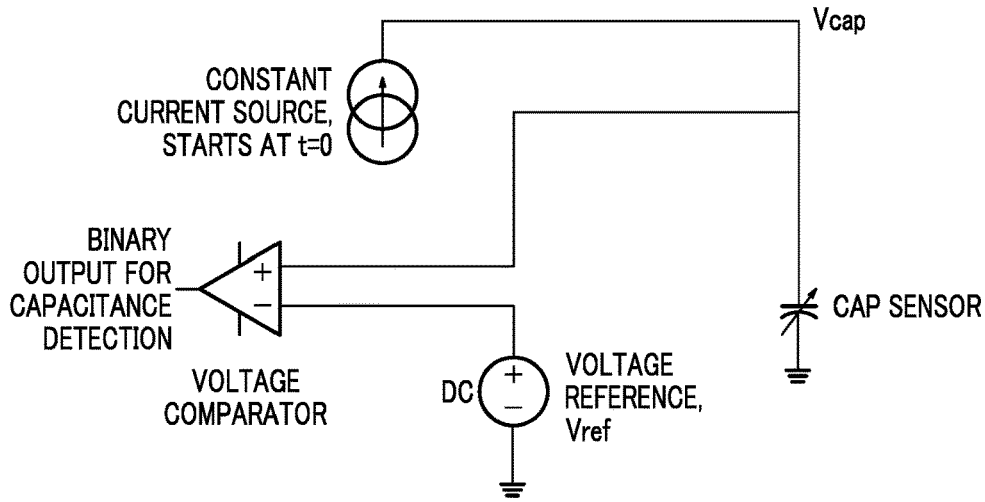 Vcap
CONSTANT
CURRENT SOURCE,
STARTS AT t=0
BINARY
OUTPUT FOR
CAPACITANCE
DETECTION
+
−
VOLTAGE
COMPARATOR
DC
+
−
VOLTAGE
REFERENCE,
Vref
CAP SENSOR